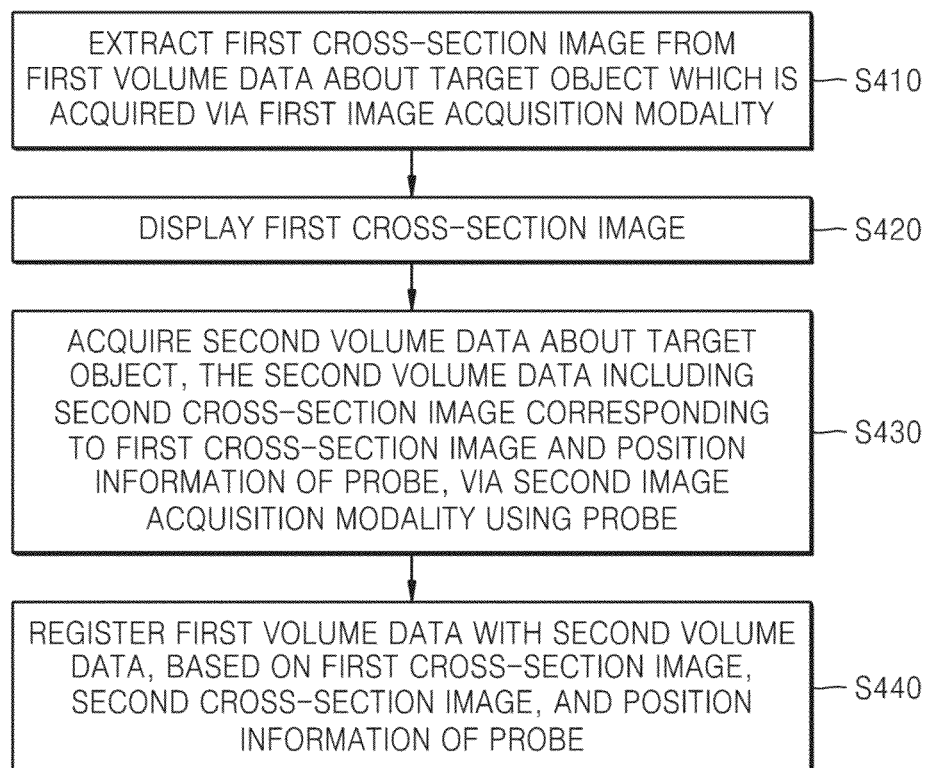 EXTRACT FIRST CROSS-SECTION IMAGE FROM
FIRST VOLUME DATA ABOUT TARGET OBJECT WHICH IS
ACQUIRED VIA FIRST IMAGE ACQUISITION MODALITY
S410
DISPLAY FIRST CROSS-SECTION IMAGE
S420
ACQUIRE SECOND VOLUME DATA ABOUT TARGET
OBJECT, THE SECOND VOLUME DATA INCLUDING
SECOND CROSS-SECTION IMAGE CORRESPONDING
TO FIRST CROSS-SECTION IMAGE AND POSITION
INFORMATION OF PROBE, VIA SECOND IMAGE
ACQUISITION MODALITY USING PROBE
S430
REGISTER FIRST VOLUME DATA WITH SECOND VOLUME
DATA, BASED ON FIRST CROSS-SECTION IMAGE,
SECOND CROSS-SECTION IMAGE, AND POSITION
INFORMATION OF PROBE
S440